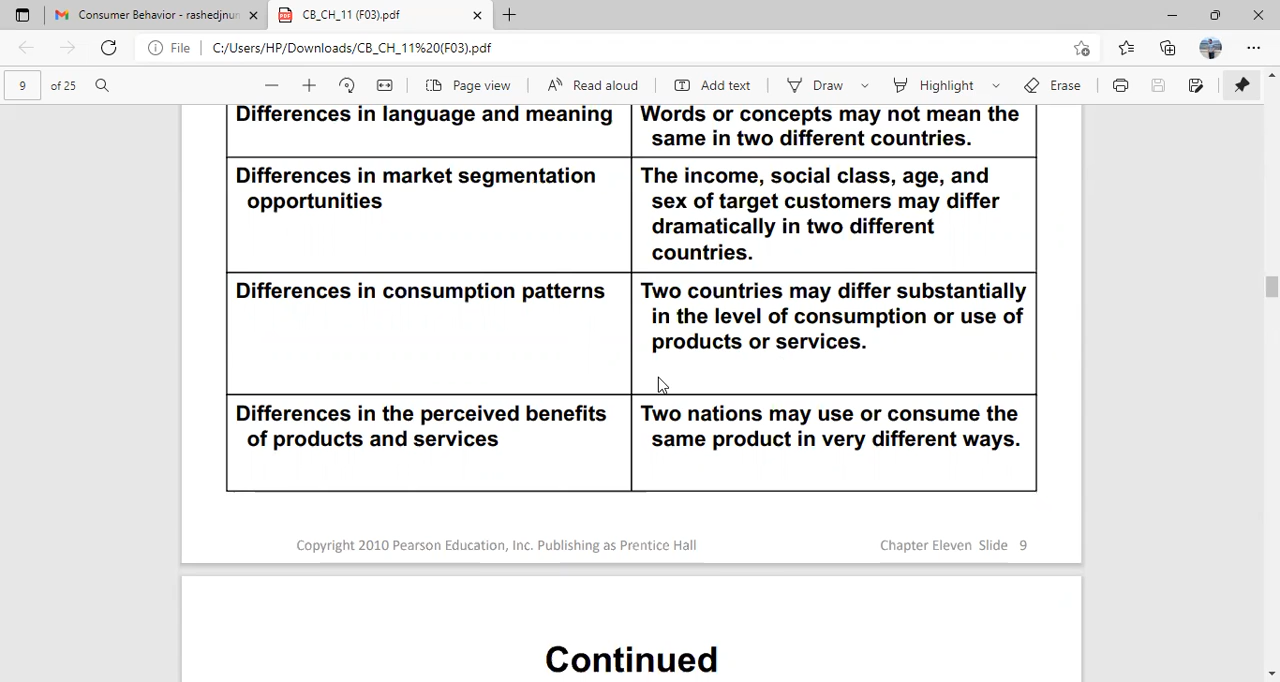 Consumer Behavior - rashedjnun
CB_CH_11 (F03).pdf
File C:/Users/HP/Downloads/CB_CH_11%20(F03).pdf
9 of 25 Page view Read aloud Add text Draw Highlight Erase
Differences in language and meaning
Words or concepts may not mean the
same in two different countries.
Differences in market segmentation
opportunities
The income, social class, age, and
sex of target customers may differ
dramatically in two different
countries.
Differences in consumption patterns
Two countries may differ substantially
in the level of consumption or use of
products or services.
Differences in the perceived benefits
of products and services
Two nations may use or consume the
same product in very different ways.
Copyright 2010 Pearson Education, Inc. Publishing as Prentice Hall
Chapter Eleven Slide 9
Continued